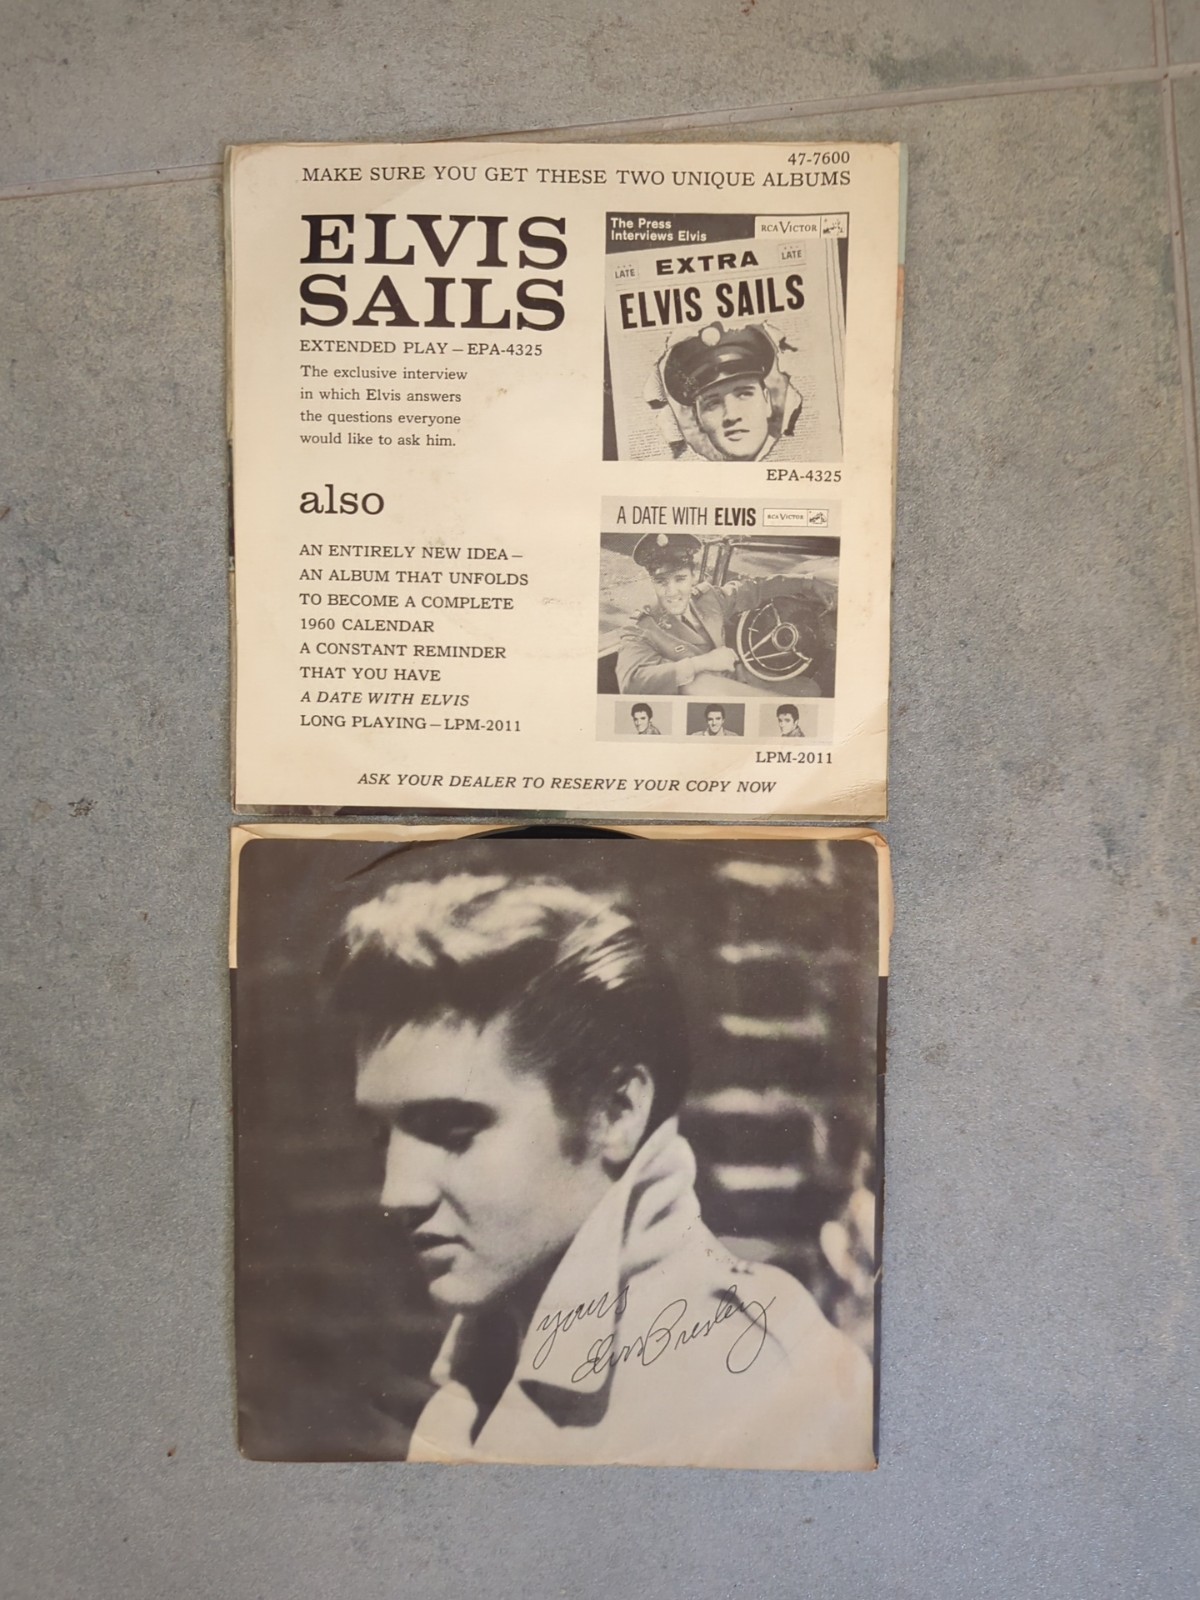 47-7600
MAKE SURE YOU GET THESE TWO UNIQUE ALBUMS
ELVIS
SAILS
EXTENDED PLAY – EPA-4325
The exclusive interview
in which Elvis answers
the questions everyone
would like to ask him.
The Press
Interviews Elvis
RCA VICTOR
LATE
EXTRA
LATE
ELVIS SAILS
EPA-4325
also
AN ENTIRELY NEW IDEA –
AN ALBUM THAT UNFOLDS
TO BECOME A COMPLETE
1960 CALENDAR
A CONSTANT REMINDER
THAT YOU HAVE
A DATE WITH ELVIS
LONG PLAYING – LPM-2011
A DATE WITH ELVIS
RCA VICTOR
LPM-2011
ASK YOUR DEALER TO RESERVE YOUR COPY NOW
yours
Elvis Presley